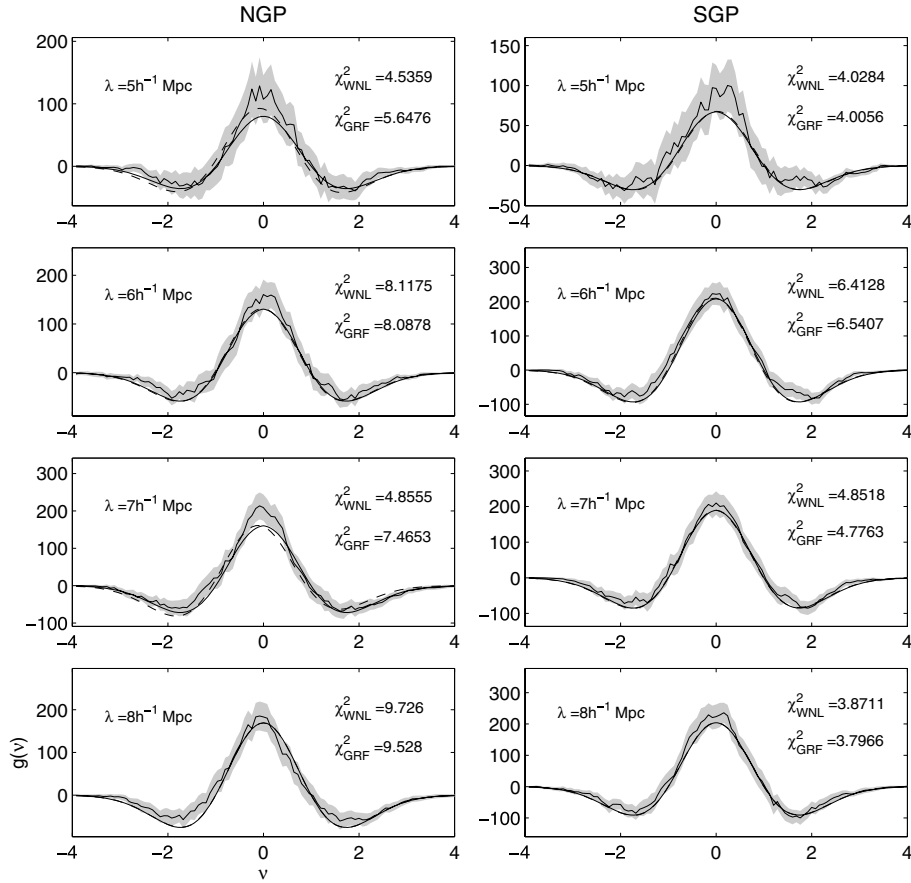 NGP
SGP
λ =5h⁻¹ Mpc
χ²WNL =4.5359
χ²GRF =5.6476
200
100
0
−4 −2 0 2 4
λ =5h⁻¹ Mpc
χ²WNL =4.0284
χ²GRF =4.0056
150
100
50
0
−50
−4 −2 0 2 4
λ =6h⁻¹ Mpc
χ²WNL =8.1175
χ²GRF =8.0878
200
100
0
−4 −2 0 2 4
λ =6h⁻¹ Mpc
χ²WNL =6.4128
χ²GRF =6.5407
300
200
100
0
−100
−4 −2 0 2 4
λ =7h⁻¹ Mpc
χ²WNL =4.8555
χ²GRF =7.4653
300
200
100
0
−100
−4 −2 0 2 4
λ =7h⁻¹ Mpc
χ²WNL =4.8518
χ²GRF =4.7763
300
200
100
0
−100
−4 −2 0 2 4
λ =8h⁻¹ Mpc
χ²WNL =9.726
χ²GRF =9.528
200
100
0
g(ν)
−4 −2 0 2 4
ν
λ =8h⁻¹ Mpc
χ²WNL =3.8711
χ²GRF =3.7966
300
200
100
0
−100
−4 −2 0 2 4